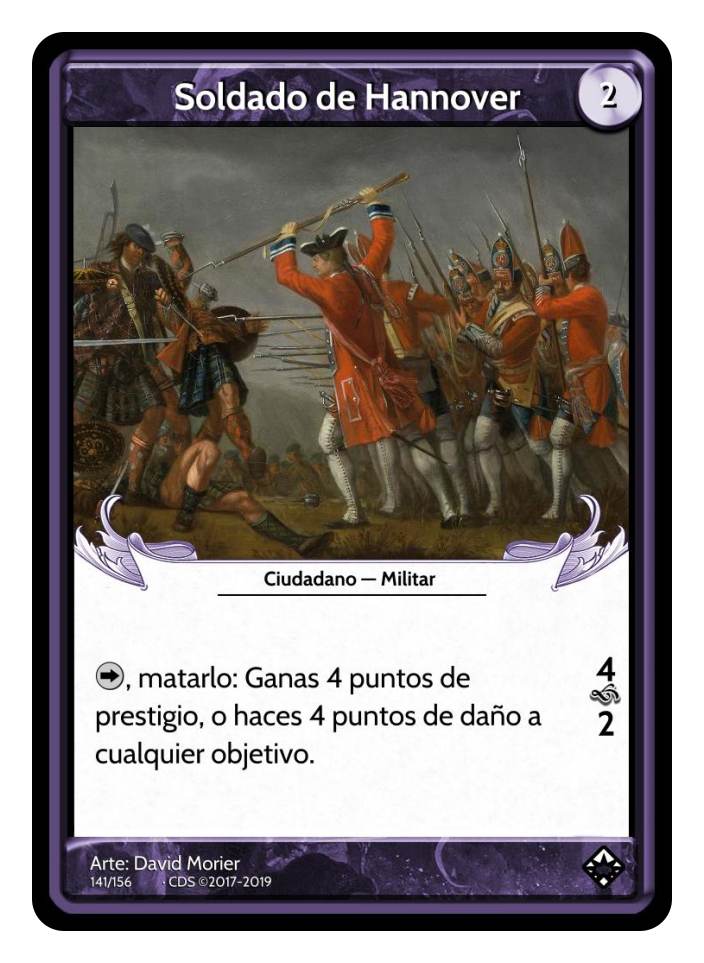 Soldado de Hannover
2
Ciudadano — Militar
, matarlo: Ganas 4 puntos de
prestigio, o haces 4 puntos de daño a
cualquier objetivo.
4
2
Arte: David Morier
141/156 · CDS ©2017-2019